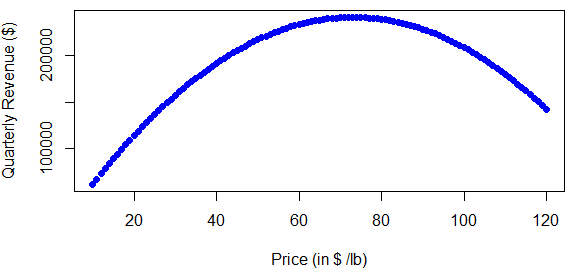 Quarterly Revenue ($)
200000
100000
20 40 60 80 100 120
Price (in $ /lb)